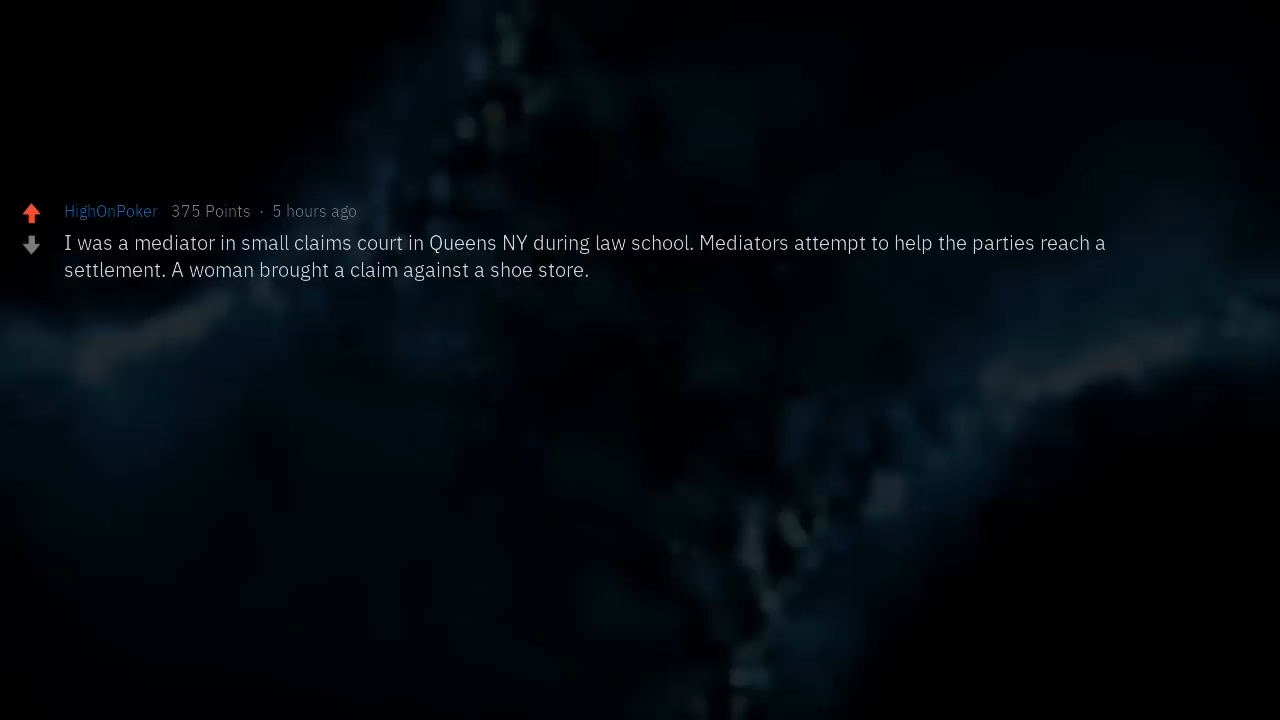 HighOnPoker 375 Points · 5 hours ago
I was a mediator in small claims court in Queens NY during law school. Mediators attempt to help the parties reach a
settlement. A woman brought a claim against a shoe store.